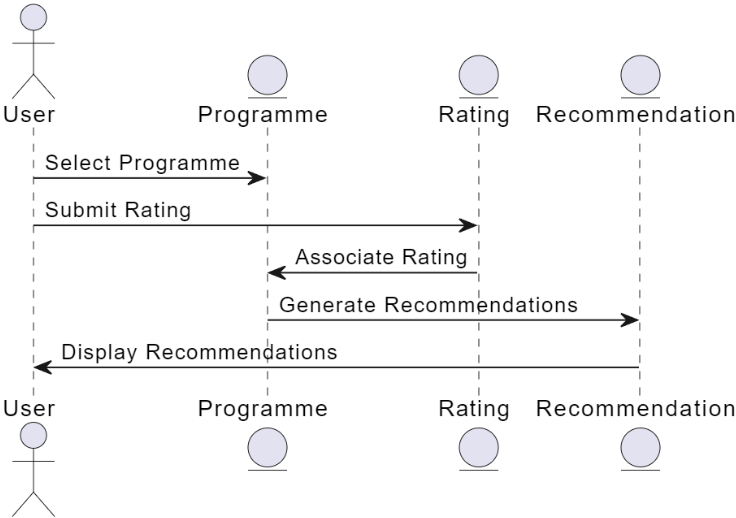 User
Programme
Rating
Recommendation
Select Programme
Submit Rating
Associate Rating
Generate Recommendations
Display Recommendations
User
Programme
Rating
Recommendation